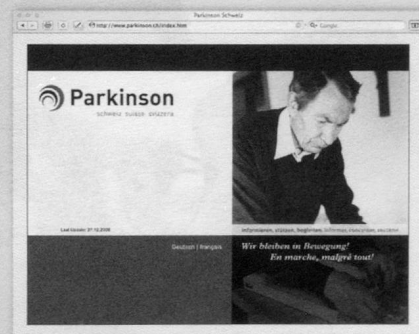 Parkinson Schweiz
http://www.parkinson.ch/index.htm
Google
Parkinson
schweiz suisse svizzera
Last Update: 21.12.2006
Deutsch | français
Wir bleiben in Bewegung!
En marche, malgré tout!